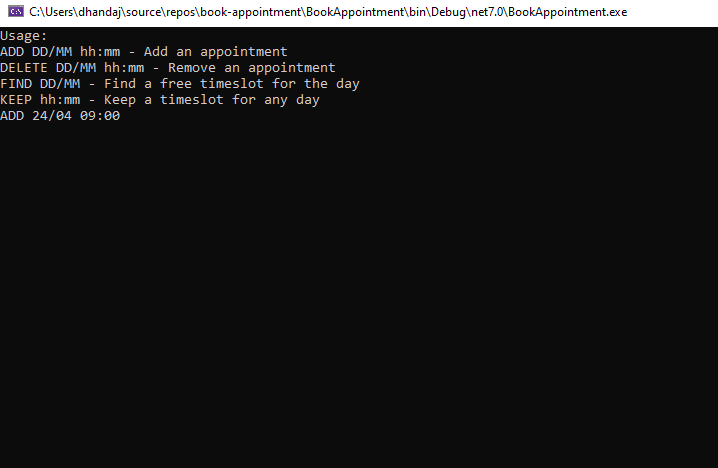 C:\Users\dhandaj\source\repos\book-appointment\BookAppointment\bin\Debug\net7.0\BookAppointment.exe
Usage:
ADD DD/MM hh:mm - Add an appointment
DELETE DD/MM hh:mm - Remove an appointment
FIND DD/MM - Find a free timeslot for the day
KEEP hh:mm - Keep a timeslot for any day
ADD 24/04 09:00